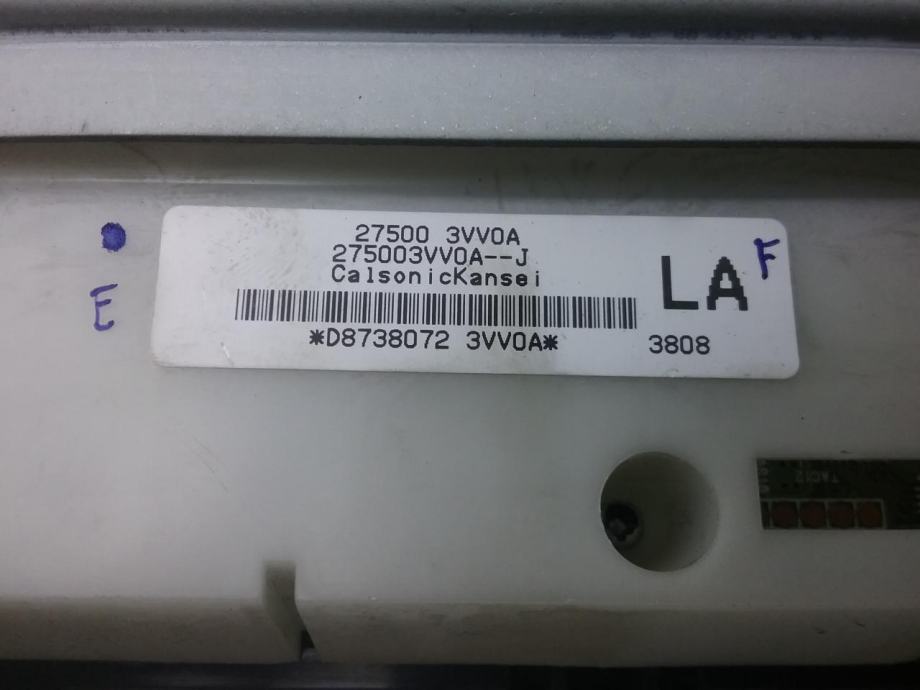 27500 3VV0A
275003VV0A--J
CalsonicKansei
LA F
*D8738072 3VV0A*
3808
E